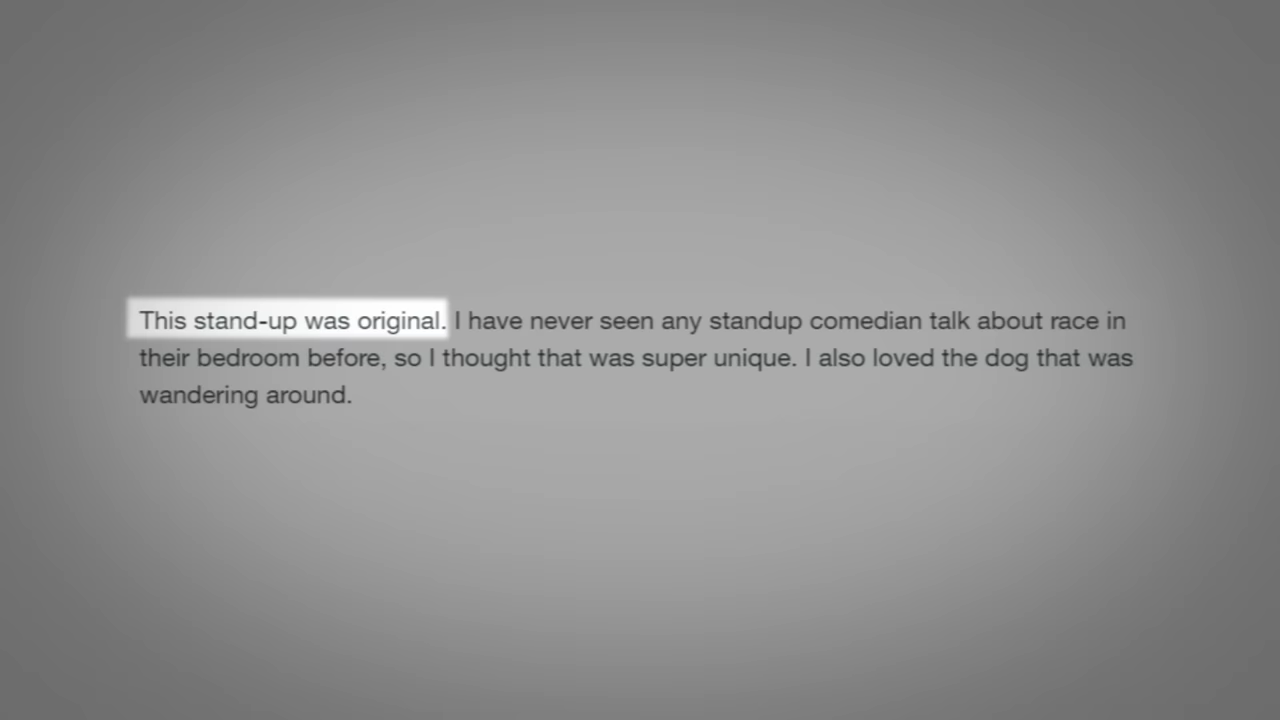 This stand-up was original. I have never seen any standup comedian talk about race in
their bedroom before, so I thought that was super unique. I also loved the dog that was
wandering around.